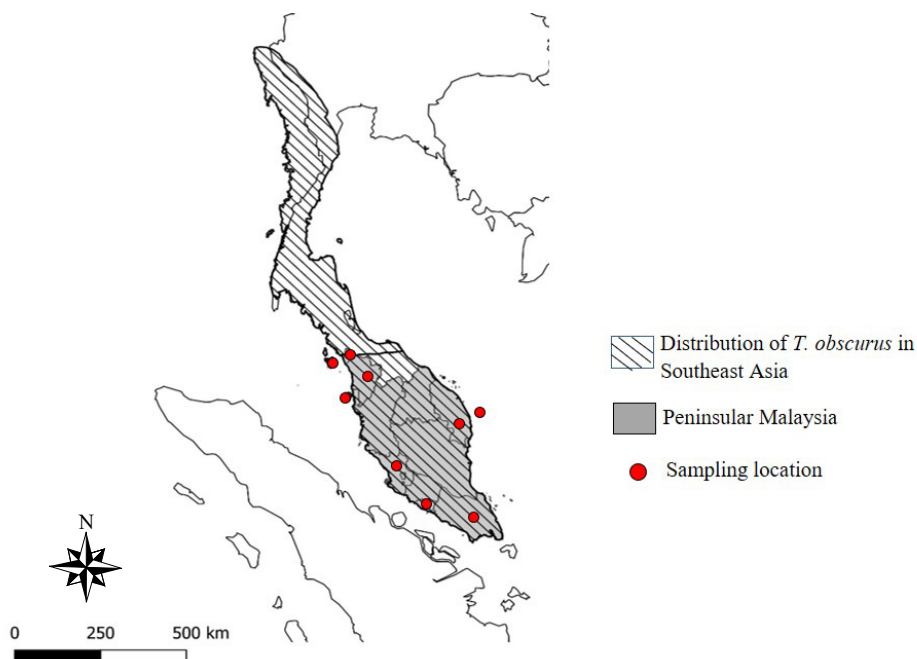 Distribution of T. obscurus in
Southeast Asia
Peninsular Malaysia
Sampling location
N
0 250 500 km